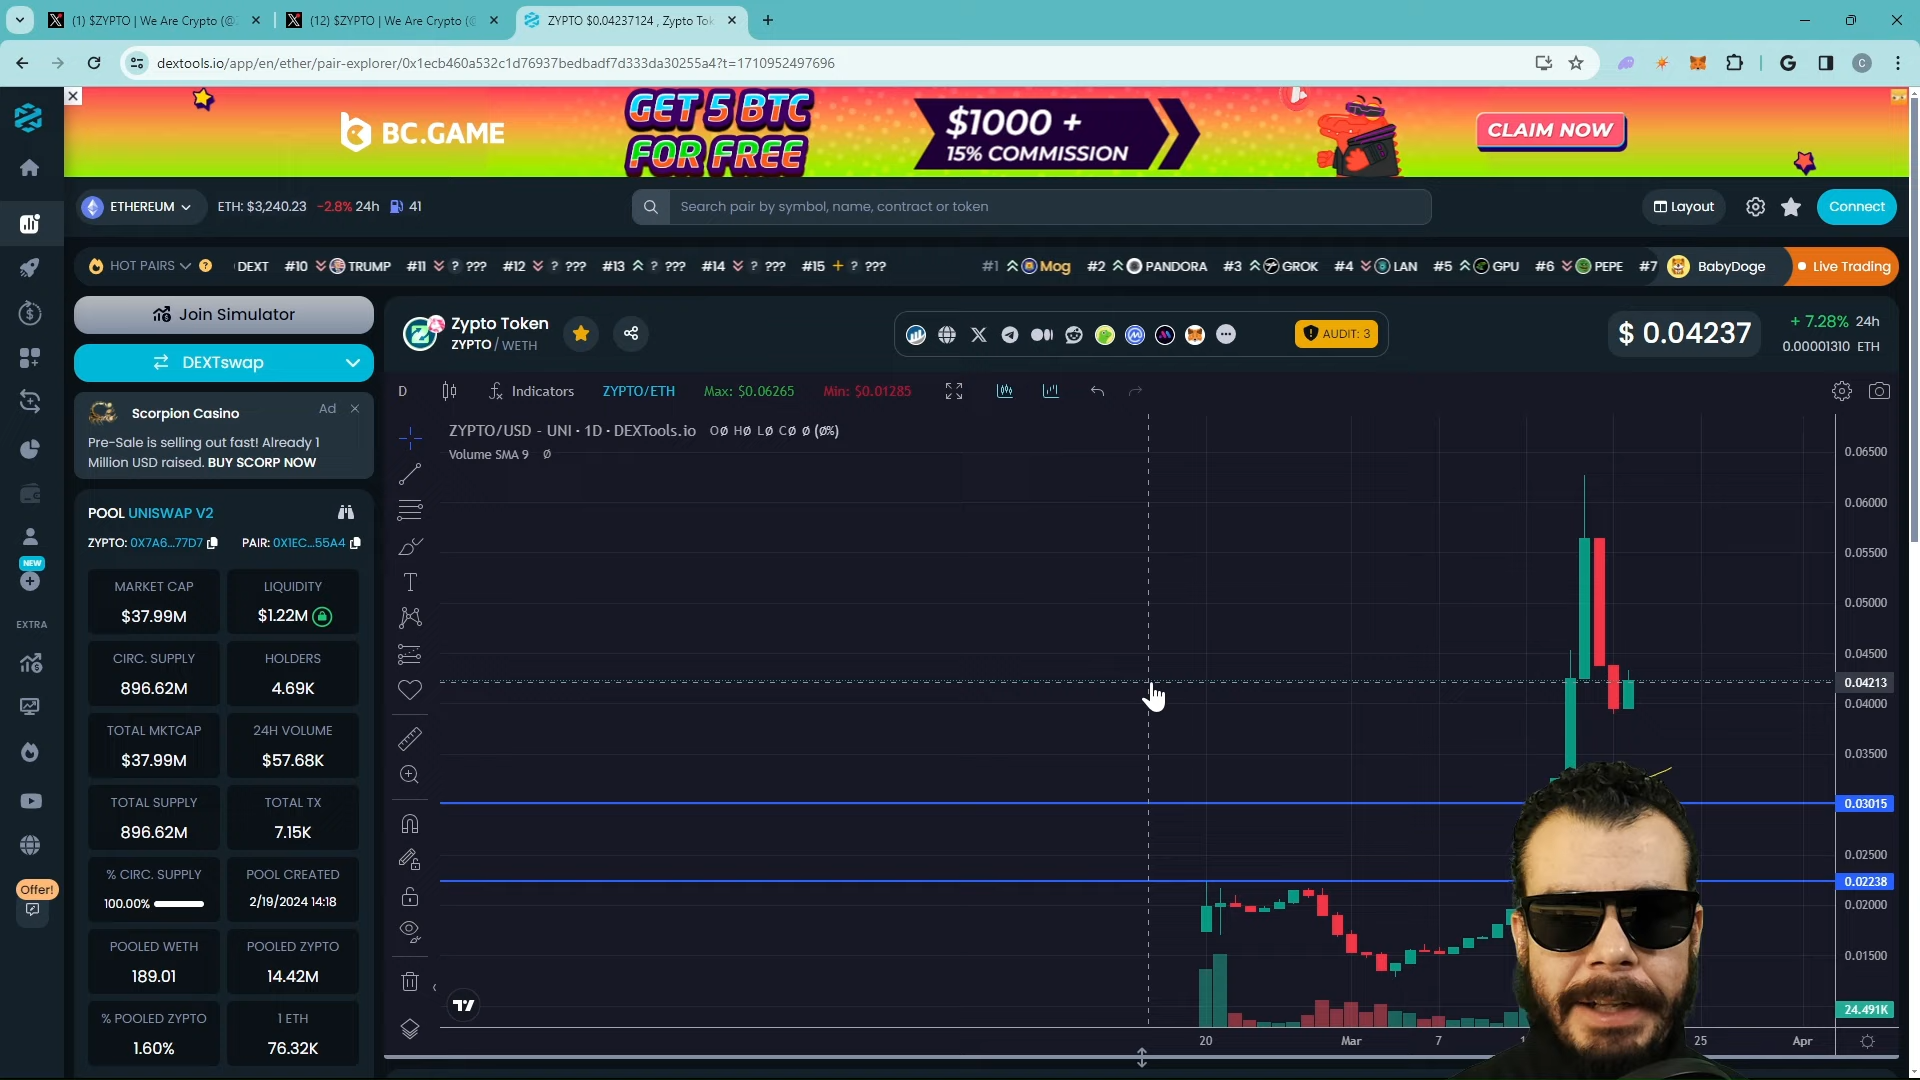 (1) $ZYPTO | We Are Crypto (@
(12) $ZYPTO | We Are Crypto (@
ZYPTO $0.04237124 , Zypto Tok
dextools.io/app/en/ether/pair-explorer/0x1ecb460a532c1d76937bedbadf7d333da30255a4?t=1710952497696
BC.GAME
GET 5 BTC
FOR FREE
$1000 +
15% COMMISSION
CLAIM NOW
ETHEREUM
ETH: $3,240.23 -2.8% 24h 41
Search pair by symbol, name, contract or token
Layout
Connect
HOT PAIRS ? DEXT #10 TRUMP #11 ? ??? #12 ? ??? #13 ? ??? #14 ? ??? #15 ? ??? #1 Mog #2 PANDORA #3 GROK #4 LAN #5 GPU #6 PEPE #7 BabyDoge
Live Trading
Join Simulator
DEXTswap
Scorpion Casino
Ad
Pre-Sale is selling out fast! Already 1
Million USD raised. BUY SCORP NOW
Zypto Token
ZYPTO / WETH
AUDIT: 3
$ 0.04237
+ 7.28% 24h
0.00001310 ETH
D
Indicators
ZYPTO/ETH
Max: $0.06265
Min: $0.01285
ZYPTO/USD - UNI · 1D · DEXTools.io O∅ H∅ L∅ C∅ ∅ (∅%)
Volume SMA 9 ∅
POOL UNISWAP V2
ZYPTO: 0X7A6...77D7
PAIR: 0X1EC...55A4
MARKET CAP
$37.99M
LIQUIDITY
$1.22M
CIRC. SUPPLY
896.62M
HOLDERS
4.69K
TOTAL MKTCAP
$37.99M
24H VOLUME
$57.68K
TOTAL SUPPLY
896.62M
TOTAL TX
7.15K
% CIRC. SUPPLY
100.00%
POOL CREATED
2/19/2024 14:18
POOLED WETH
189.01
POOLED ZYPTO
14.42M
% POOLED ZYPTO
1.60%
1 ETH
76.32K
NEW
EXTRA
Offer!
0.06500
0.06000
0.05500
0.05000
0.04500
0.04213
0.04000
0.03500
0.03015
0.02500
0.02238
0.02000
0.01500
24.491K
20
Mar
7
25
Apr